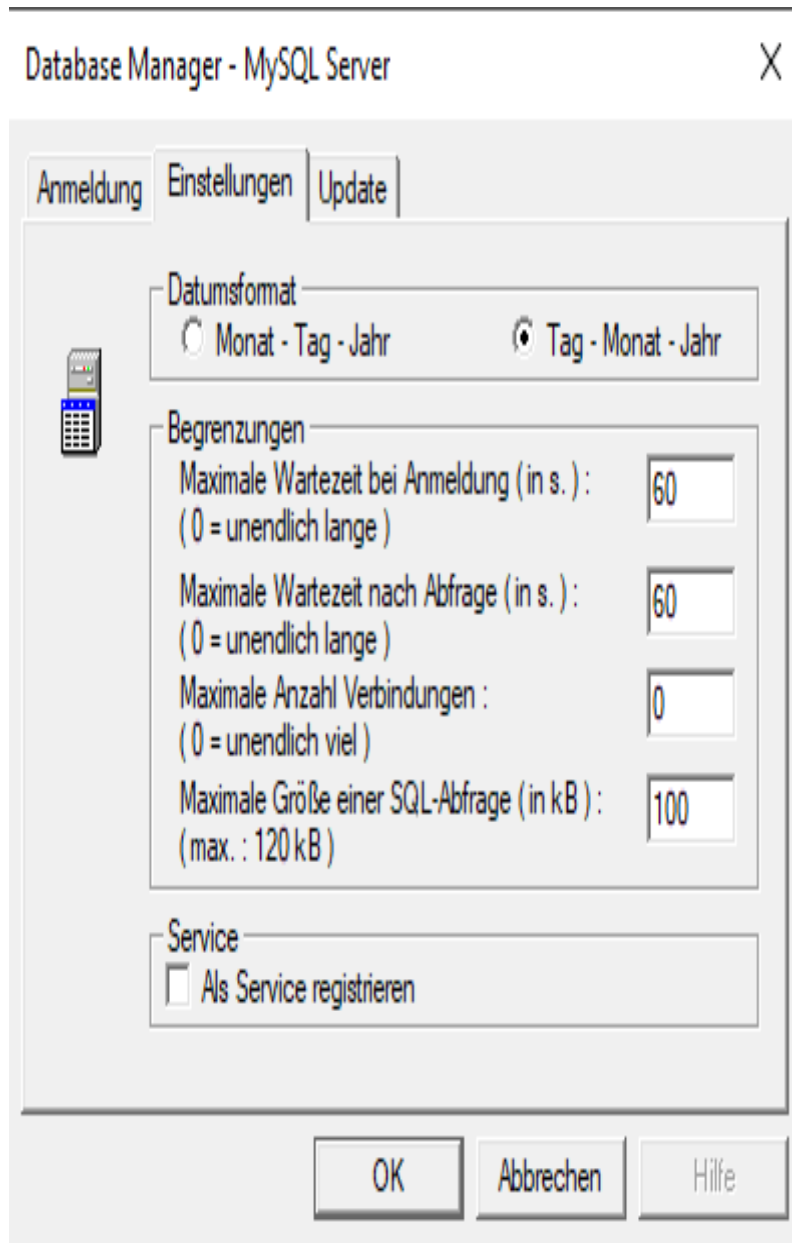 Database Manager - MySQL Server
Anmeldung Einstellungen Update
Datumsformat
Monat - Tag - Jahr Tag - Monat - Jahr
Begrenzungen
Maximale Wartezeit bei Anmeldung ( in s. ) : 60
( 0 = unendlich lange )
Maximale Wartezeit nach Abfrage ( in s. ) : 60
( 0 = unendlich lange )
Maximale Anzahl Verbindungen : 0
( 0 = unendlich viel )
Maximale Größe einer SQL-Abfrage ( in kB ) : 100
( max. : 120 kB )
Service
Als Service registrieren
OK Abbrechen Hilfe